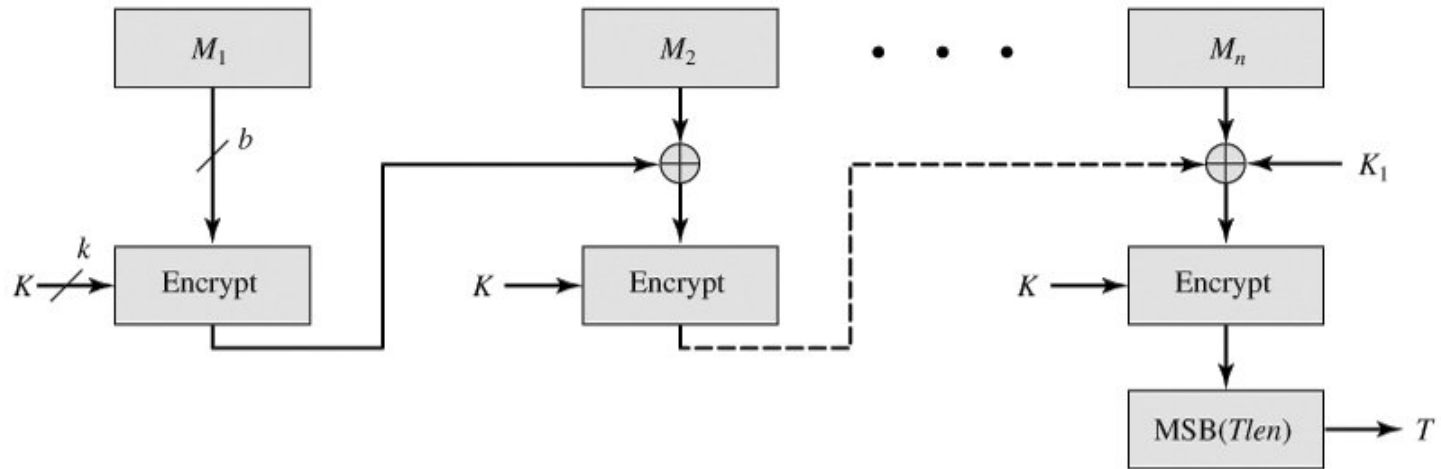 M₁
M₂
• • •
Mₙ
b
K₁
k
K
Encrypt
K
Encrypt
K
Encrypt
MSB(Tlen)
T